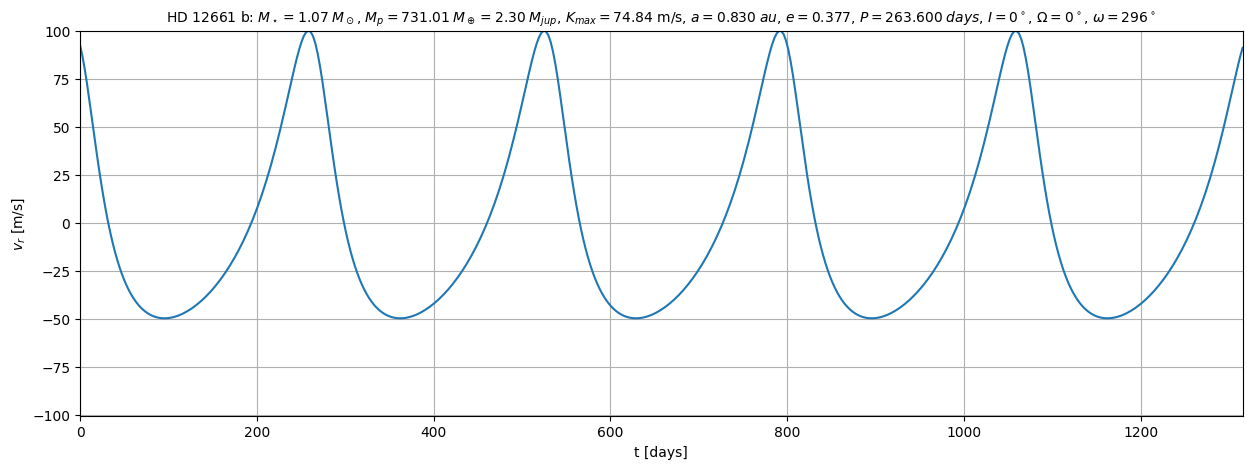 HD 12661 b: M⋆ = 1.07 M⊙, Mp = 731.01 M⊕ = 2.30 Mjup, Kmax = 74.84 m/s, a = 0.830 au, e = 0.377, P = 263.600 days, I = 0°, Ω = 0°, ω = 296°
100
75
50
25
0
−25
−50
−75
−100
vr [m/s]
0 200 400 600 800 1000 1200
t [days]